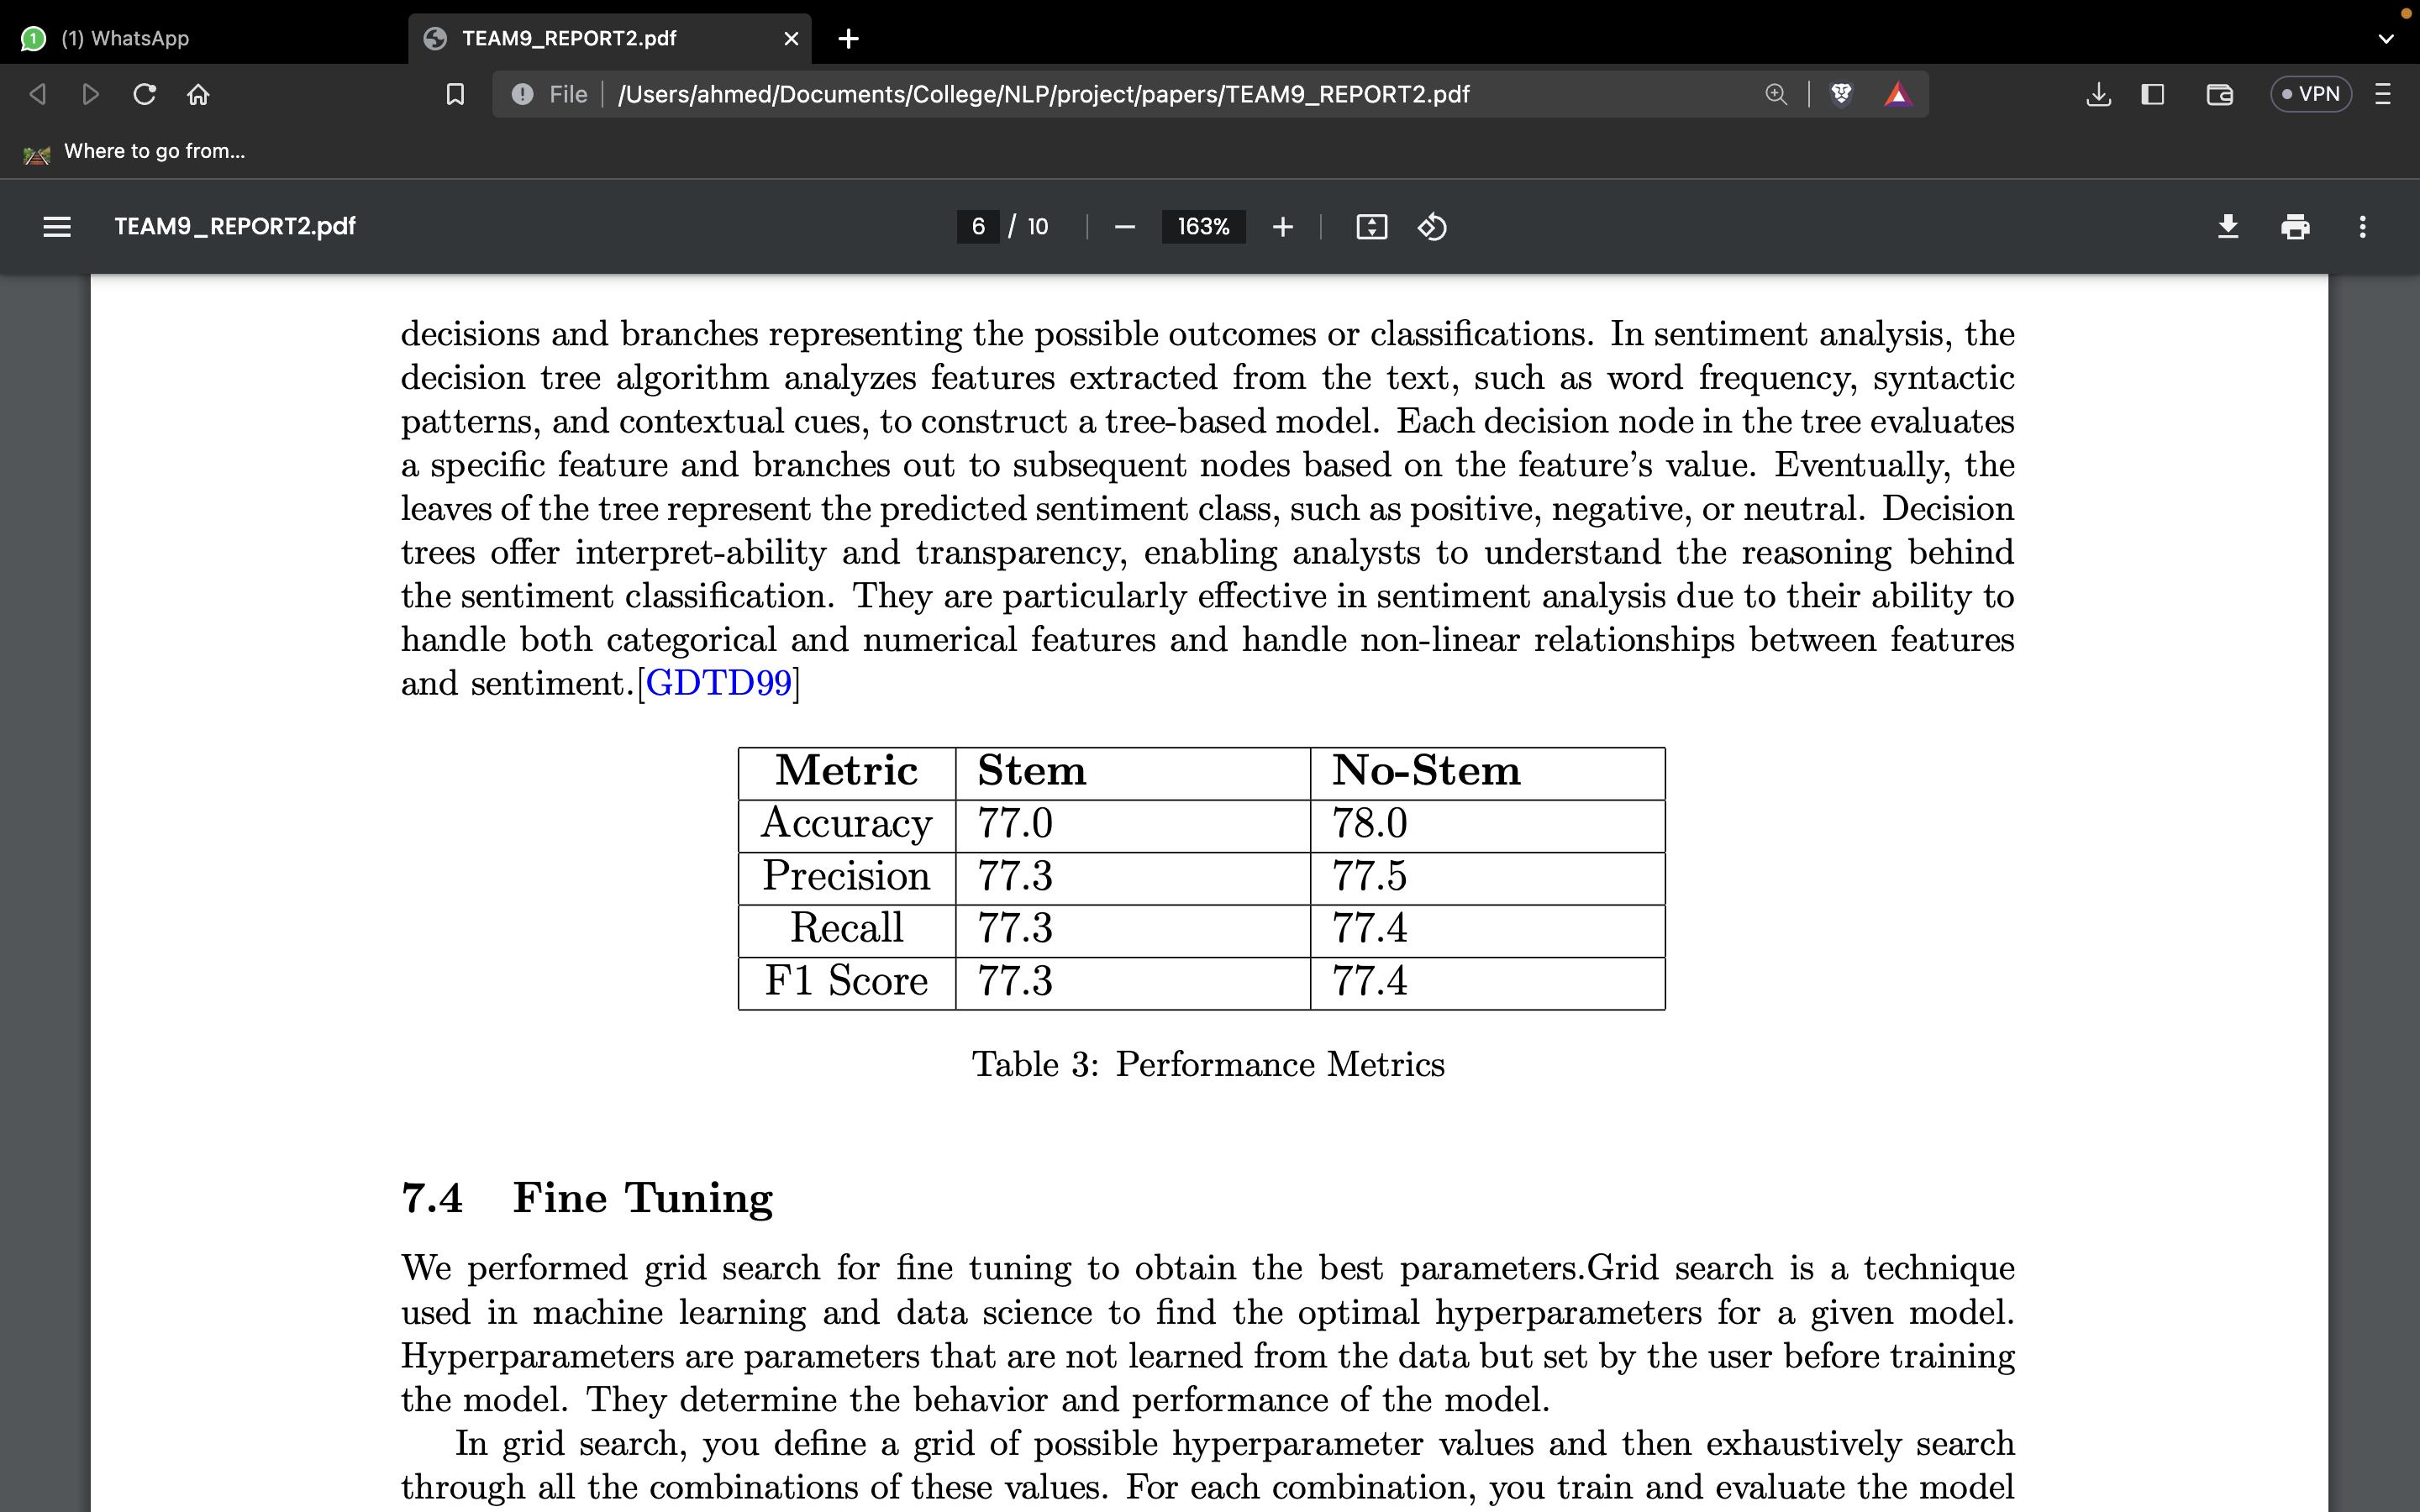 1 (1) WhatsApp
TEAM9_REPORT2.pdf
File /Users/ahmed/Documents/College/NLP/project/papers/TEAM9_REPORT2.pdf
VPN
Where to go from...
TEAM9_REPORT2.pdf
6 / 10
163%
decisions and branches representing the possible outcomes or classifications. In sentiment analysis, the
decision tree algorithm analyzes features extracted from the text, such as word frequency, syntactic
patterns, and contextual cues, to construct a tree-based model. Each decision node in the tree evaluates
a specific feature and branches out to subsequent nodes based on the feature's value. Eventually, the
leaves of the tree represent the predicted sentiment class, such as positive, negative, or neutral. Decision
trees offer interpret-ability and transparency, enabling analysts to understand the reasoning behind
the sentiment classification. They are particularly effective in sentiment analysis due to their ability to
handle both categorical and numerical features and handle non-linear relationships between features
and sentiment.[GDTD99]
Metric Stem No-Stem
Accuracy 77.0 78.0
Precision 77.3 77.5
Recall 77.3 77.4
F1 Score 77.3 77.4
Table 3: Performance Metrics
7.4 Fine Tuning
We performed grid search for fine tuning to obtain the best parameters.Grid search is a technique
used in machine learning and data science to find the optimal hyperparameters for a given model.
Hyperparameters are parameters that are not learned from the data but set by the user before training
the model. They determine the behavior and performance of the model.
In grid search, you define a grid of possible hyperparameter values and then exhaustively search
through all the combinations of these values. For each combination, you train and evaluate the model